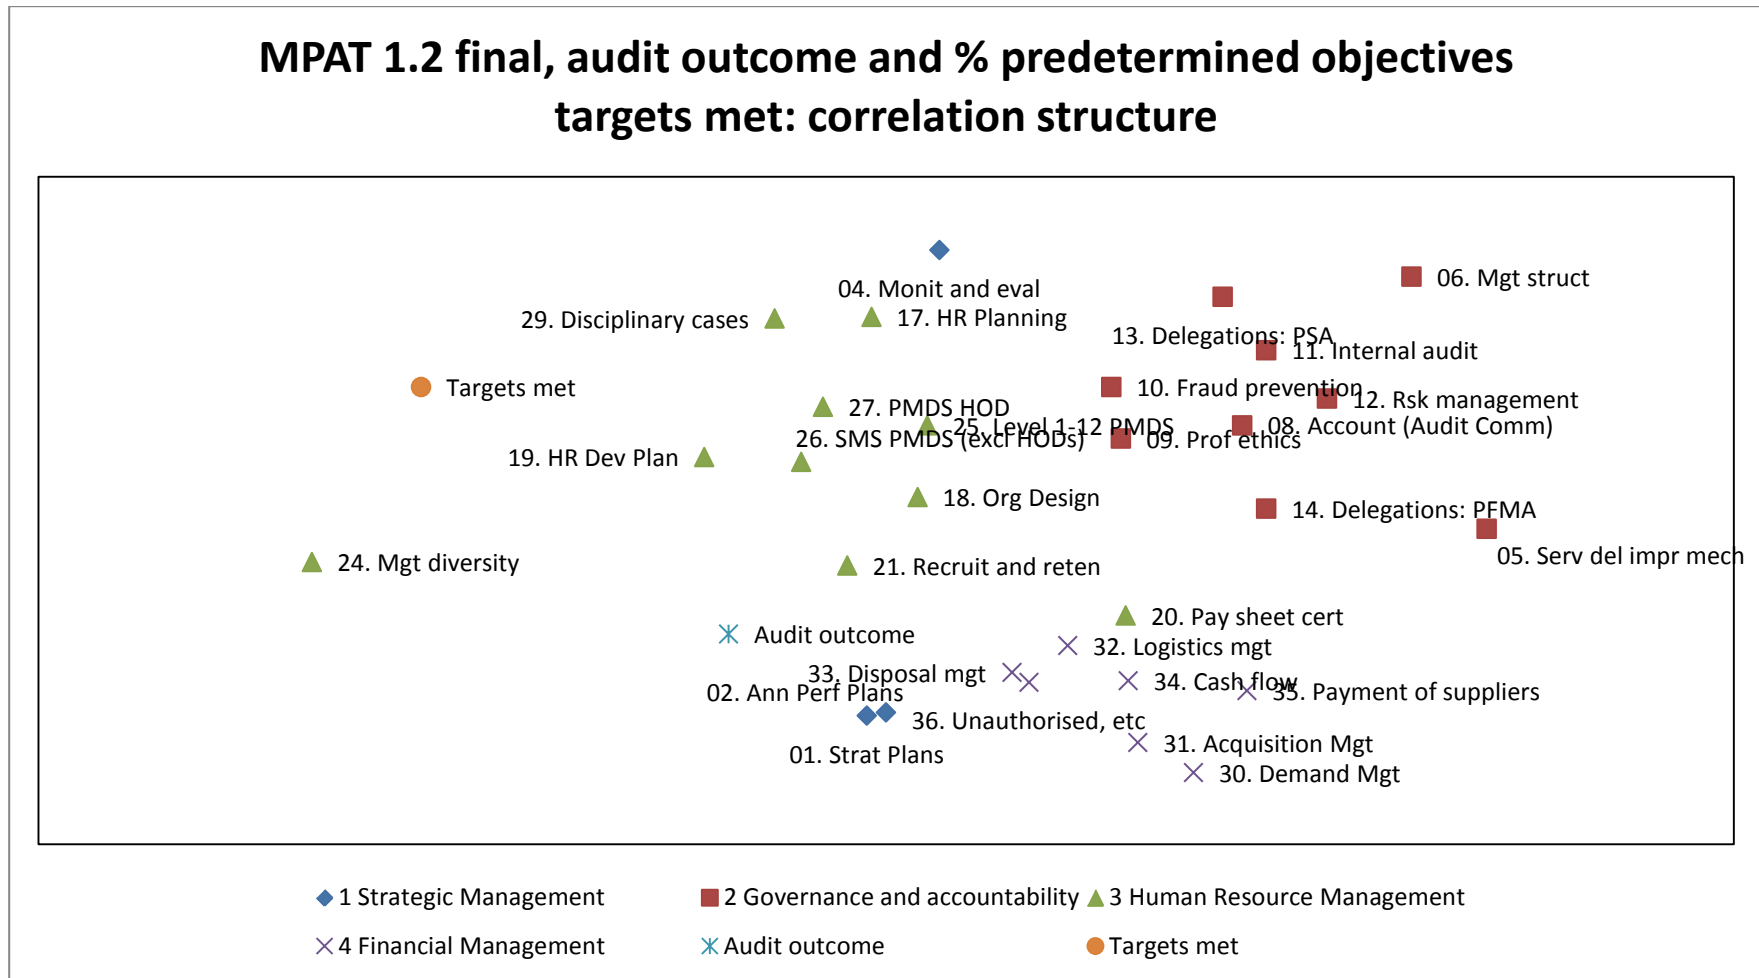 MPAT 1.2 final, audit outcome and % predetermined objectives
targets met: correlation structure
06. Mgt struct
04. Monit and eval
29. Disciplinary cases
17. HR Planning
13. Delegations: PSA
11. Internal audit
Targets met
10. Fraud prevention
12. Rsk management
27. PMDS HOD
25. Level 1-12 PMDS
08. Account (Audit Comm)
26. SMS PMDS (excl HODs)
09. Prof ethics
19. HR Dev Plan
18. Org Design
14. Delegations: PFMA
05. Serv del impr mech
24. Mgt diversity
21. Recruit and reten
20. Pay sheet cert
Audit outcome
32. Logistics mgt
33. Disposal mgt
34. Cash flow
35. Payment of suppliers
02. Ann Perf Plans
36. Unauthorised, etc
31. Acquisition Mgt
01. Strat Plans
30. Demand Mgt
1 Strategic Management
2 Governance and accountability
3 Human Resource Management
4 Financial Management
Audit outcome
Targets met